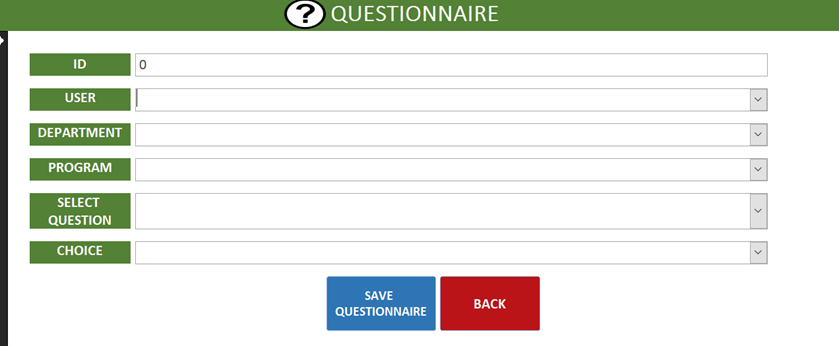 ? QUESTIONNAIRE
ID 0
USER
DEPARTMENT
PROGRAM
SELECT
QUESTION
CHOICE
SAVE
QUESTIONNAIRE
BACK